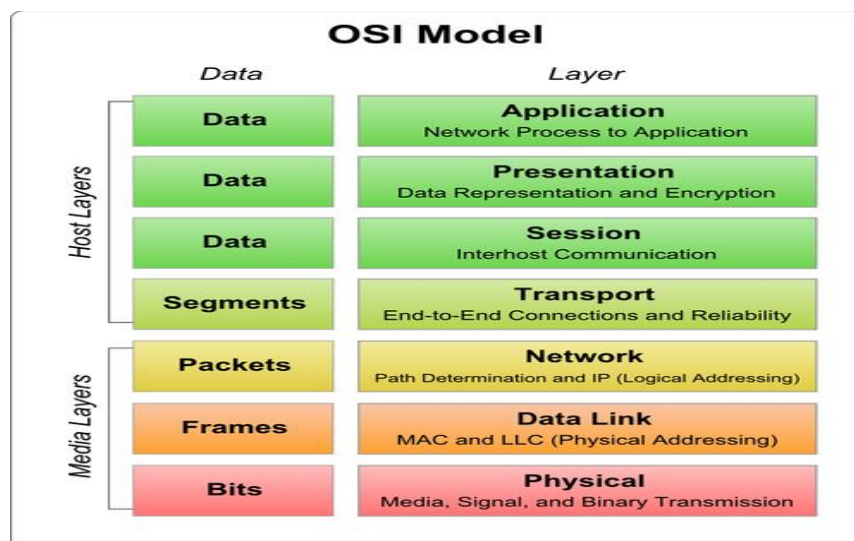 OSI Model
Data Layer
Host Layers
Data
Application
Network Process to Application
Data
Presentation
Data Representation and Encryption
Data
Session
Interhost Communication
Segments
Transport
End-to-End Connections and Reliability
Media Layers
Packets
Network
Path Determination and IP (Logical Addressing)
Frames
Data Link
MAC and LLC (Physical Addressing)
Bits
Physical
Media, Signal, and Binary Transmission